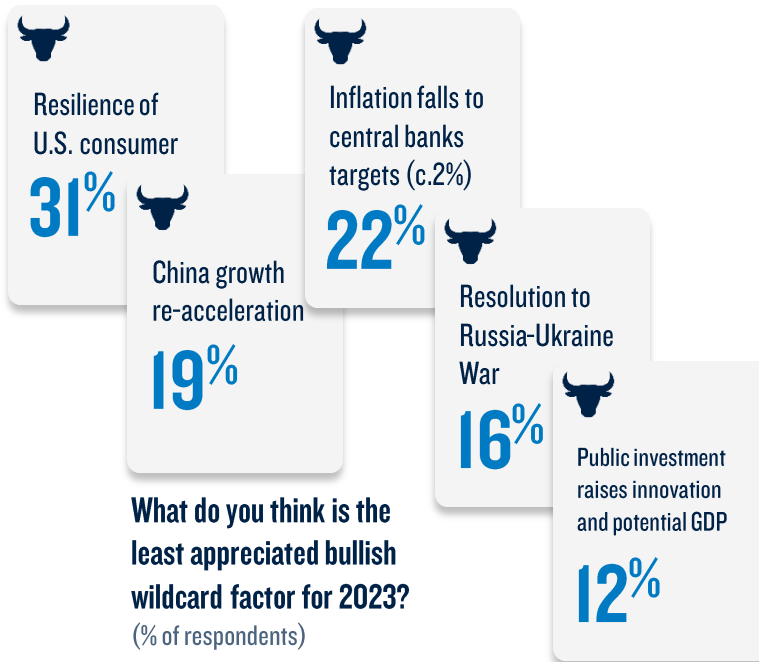 Resilience of
U.S. consumer
31%
Inflation falls to
central banks
targets (c.2%)
22%
China growth
re-acceleration
19%
Resolution to
Russia-Ukraine
War
16%
Public investment
raises innovation
and potential GDP
12%
What do you think is the
least appreciated bullish
wildcard factor for 2023?
(% of respondents)